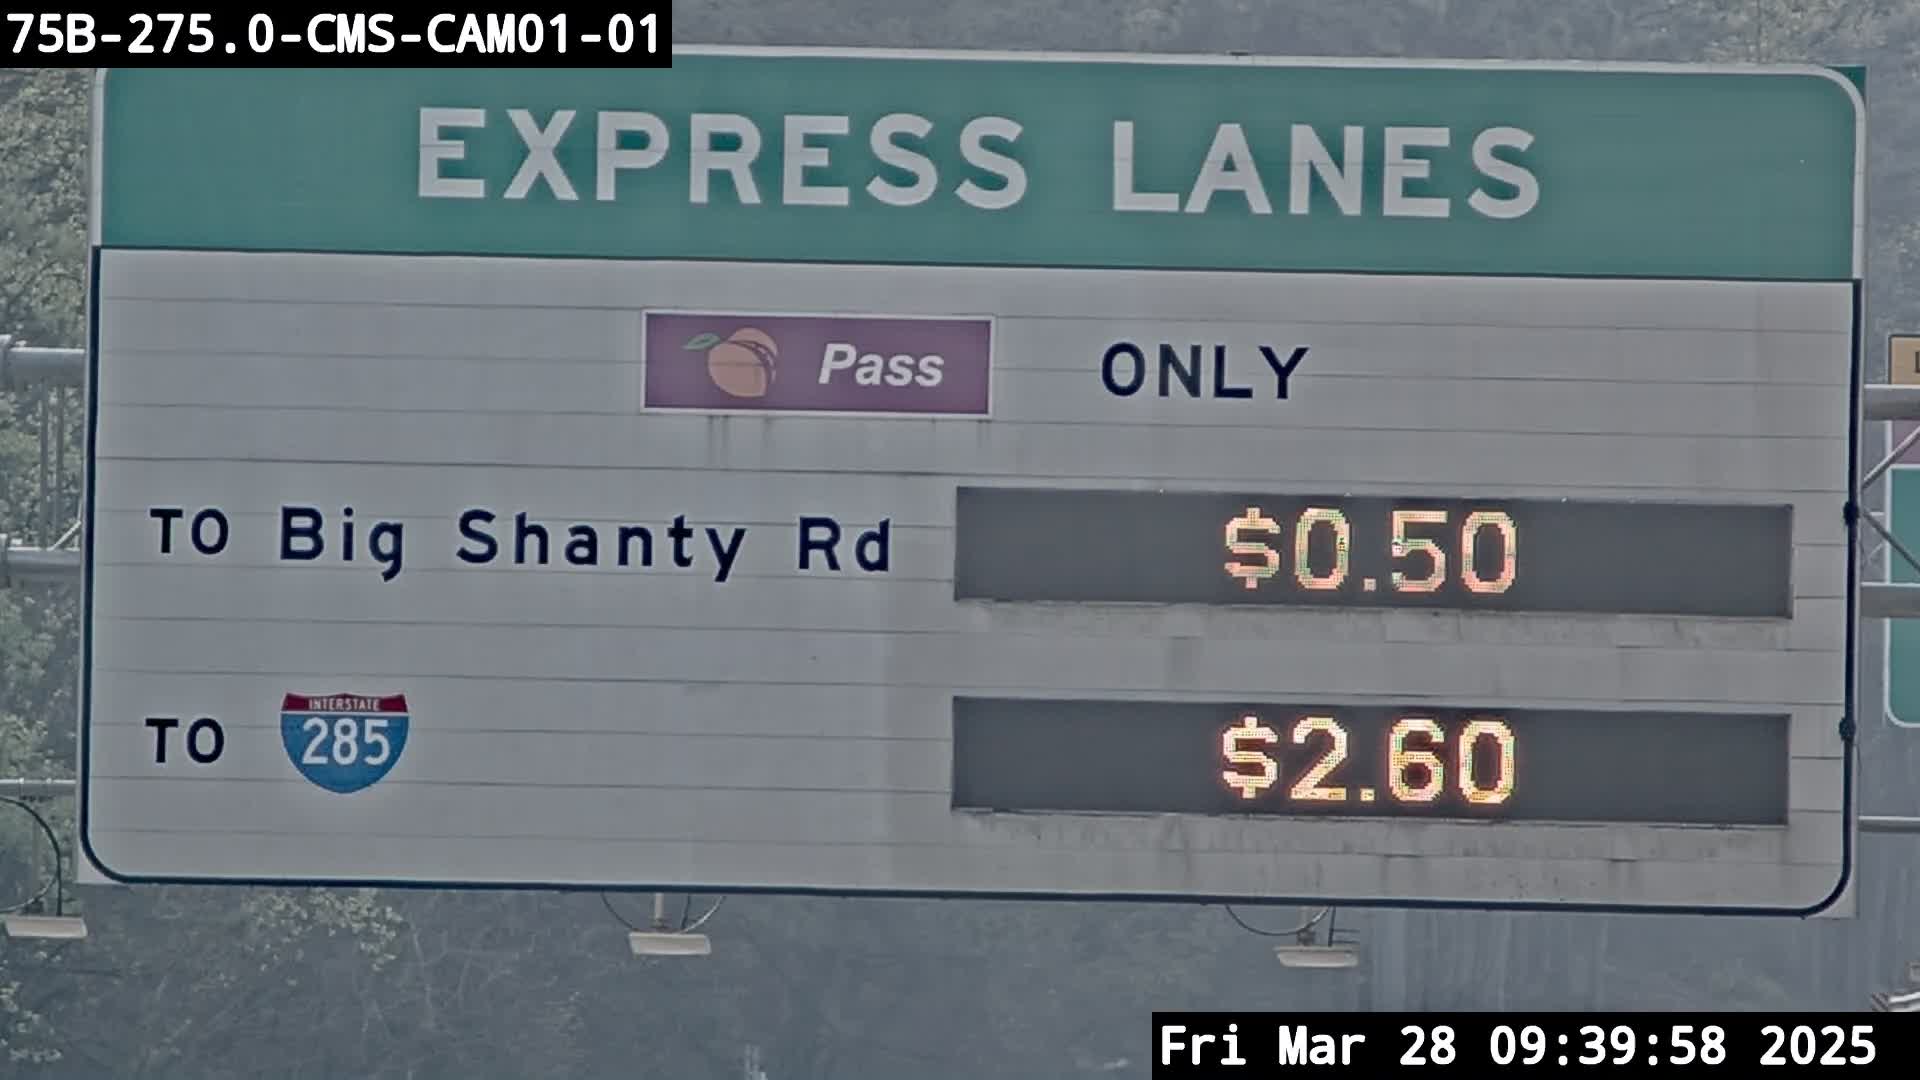 75B-275.0-CMS-CAM01-01
EXPRESS LANES
Pass ONLY
TO Big Shanty Rd $0.50
INTERSTATE
TO 285 $2.60
Fri Mar 28 09:39:58 2025